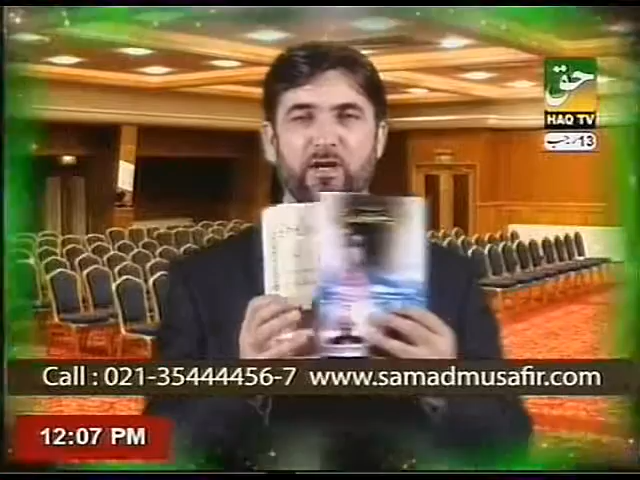 حق
HAQ TV
13 رجب
Call : 021-35444456-7 www.samadmusafir.com
12:07 PM